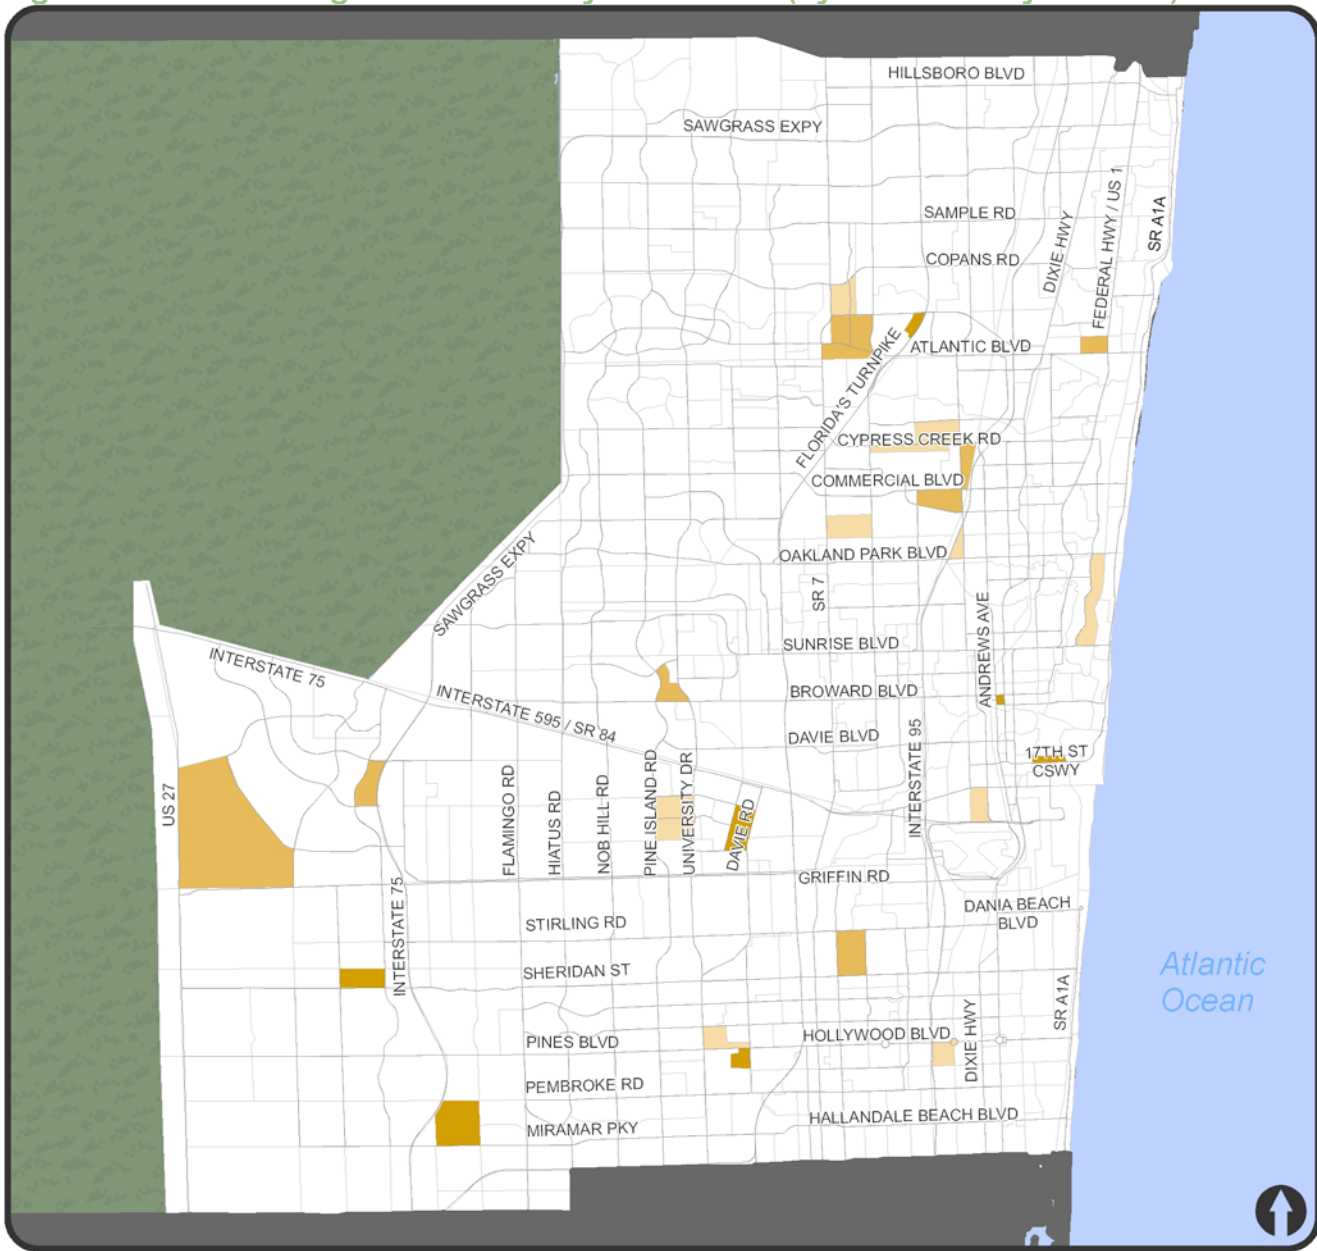 HILLSBORO BLVD
SAWGRASS EXPY
SAMPLE RD
COPANS RD
DIXIE HWY
FEDERAL HWY / US 1
SR A1A
FLORIDA'S TURNPIKE
ATLANTIC BLVD
CYPRESS CREEK RD
COMMERCIAL BLVD
OAKLAND PARK BLVD
SAWGRASS EXPY
SR 7
ANDREWS AVE
SUNRISE BLVD
INTERSTATE 75
INTERSTATE 595 / SR 84
BROWARD BLVD
DAVIE BLVD
17TH ST
CSWY
US 27
FLAMINGO RD
HIATUS RD
NOB HILL RD
PINE ISLAND RD
UNIVERSITY DR
DAVIE RD
INTERSTATE 95
GRIFFIN RD
INTERSTATE 75
STIRLING RD
DANIA BEACH
BLVD
SHERIDAN ST
Atlantic
Ocean
SR A1A
PINES BLVD
HOLLYWOOD BLVD
DIXIE HWY
PEMBROKE RD
MIRAMAR PKY
HALLANDALE BEACH BLVD